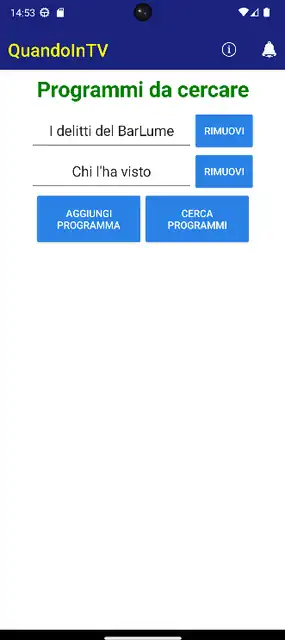 14:53
QuandoInTV
Programmi da cercare
I delitti del BarLume
RIMUOVI
Chi l'ha visto
RIMUOVI
AGGIUNGI
PROGRAMMA
CERCA
PROGRAMMI